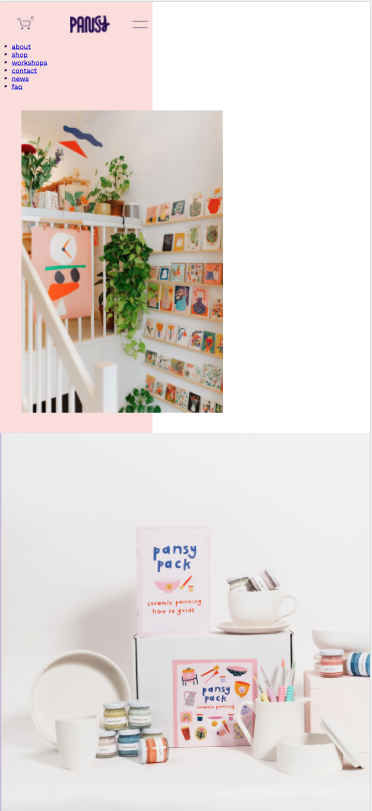 0
PANSY
about
shop
workshops
contact
news
faq
pansy
pack
ceramic painting
how to guide
pansy
pack
ceramic painting